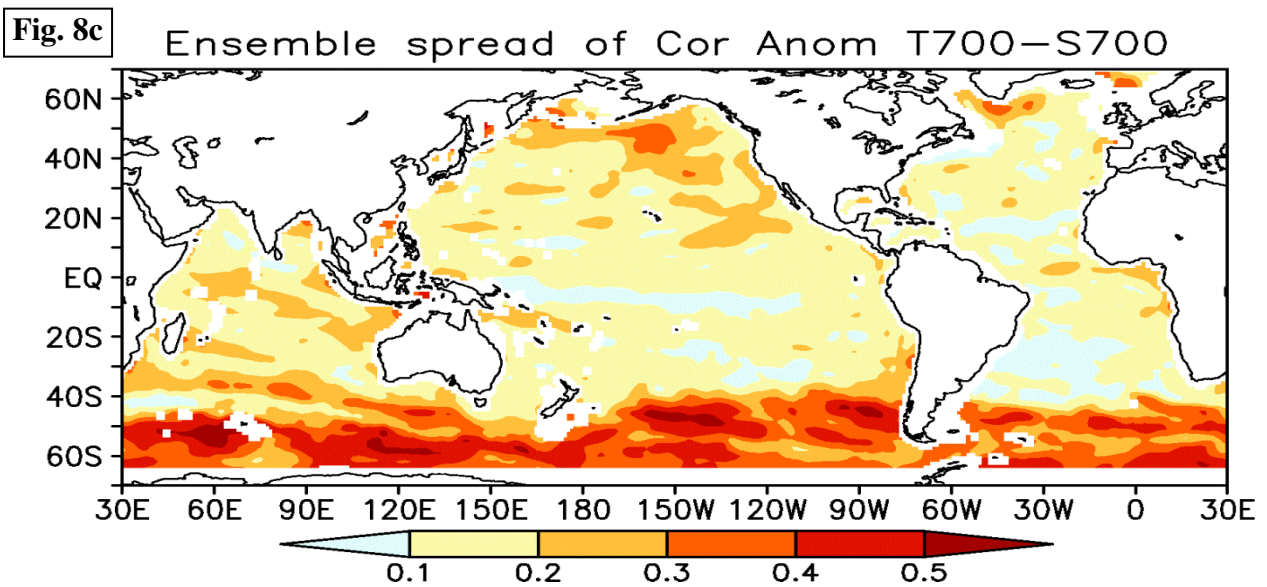 Fig. 8c
Ensemble spread of Cor Anom T700−S700
60N
40N
20N
EQ
20S
40S
60S
30E 60E 90E 120E 150E 180 150W 120W 90W 60W 30W 0 30E
0.1 0.2 0.3 0.4 0.5